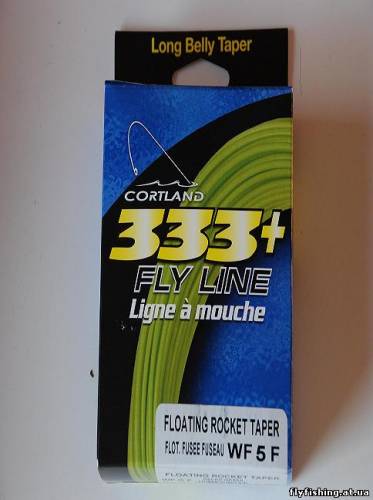 Long Belly Taper
CORTLAND
333+
FLY LINE
Ligne à mouche
FLOATING ROCKET TAPER
FLOT. FUSEE FUSEAU WF 5 F
FLOATING ROCKET TAPER
flyfishing.at.ua